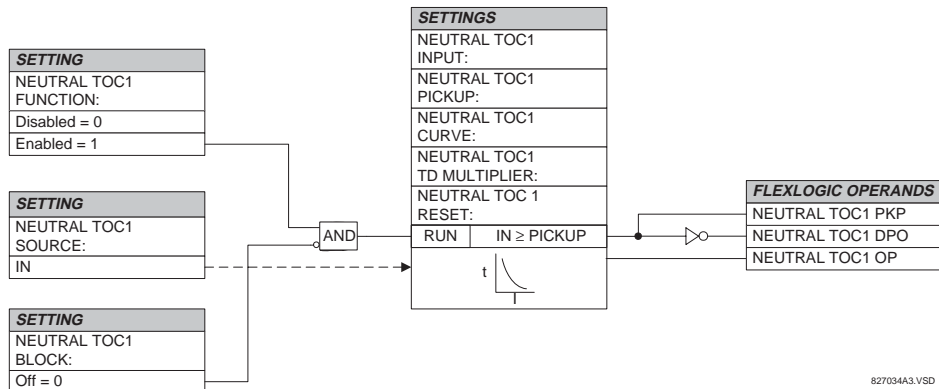 SETTING
NEUTRAL TOC1
FUNCTION:
Disabled = 0
Enabled = 1
SETTING
NEUTRAL TOC1
SOURCE:
IN
SETTING
NEUTRAL TOC1
BLOCK:
Off = 0
AND
SETTINGS
NEUTRAL TOC1
INPUT:
NEUTRAL TOC1
PICKUP:
NEUTRAL TOC1
CURVE:
NEUTRAL TOC1
TD MULTIPLIER:
NEUTRAL TOC 1
RESET:
RUN IN ≥ PICKUP
t
I
FLEXLOGIC OPERANDS
NEUTRAL TOC1 PKP
NEUTRAL TOC1 DPO
NEUTRAL TOC1 OP
827034A3.VSD